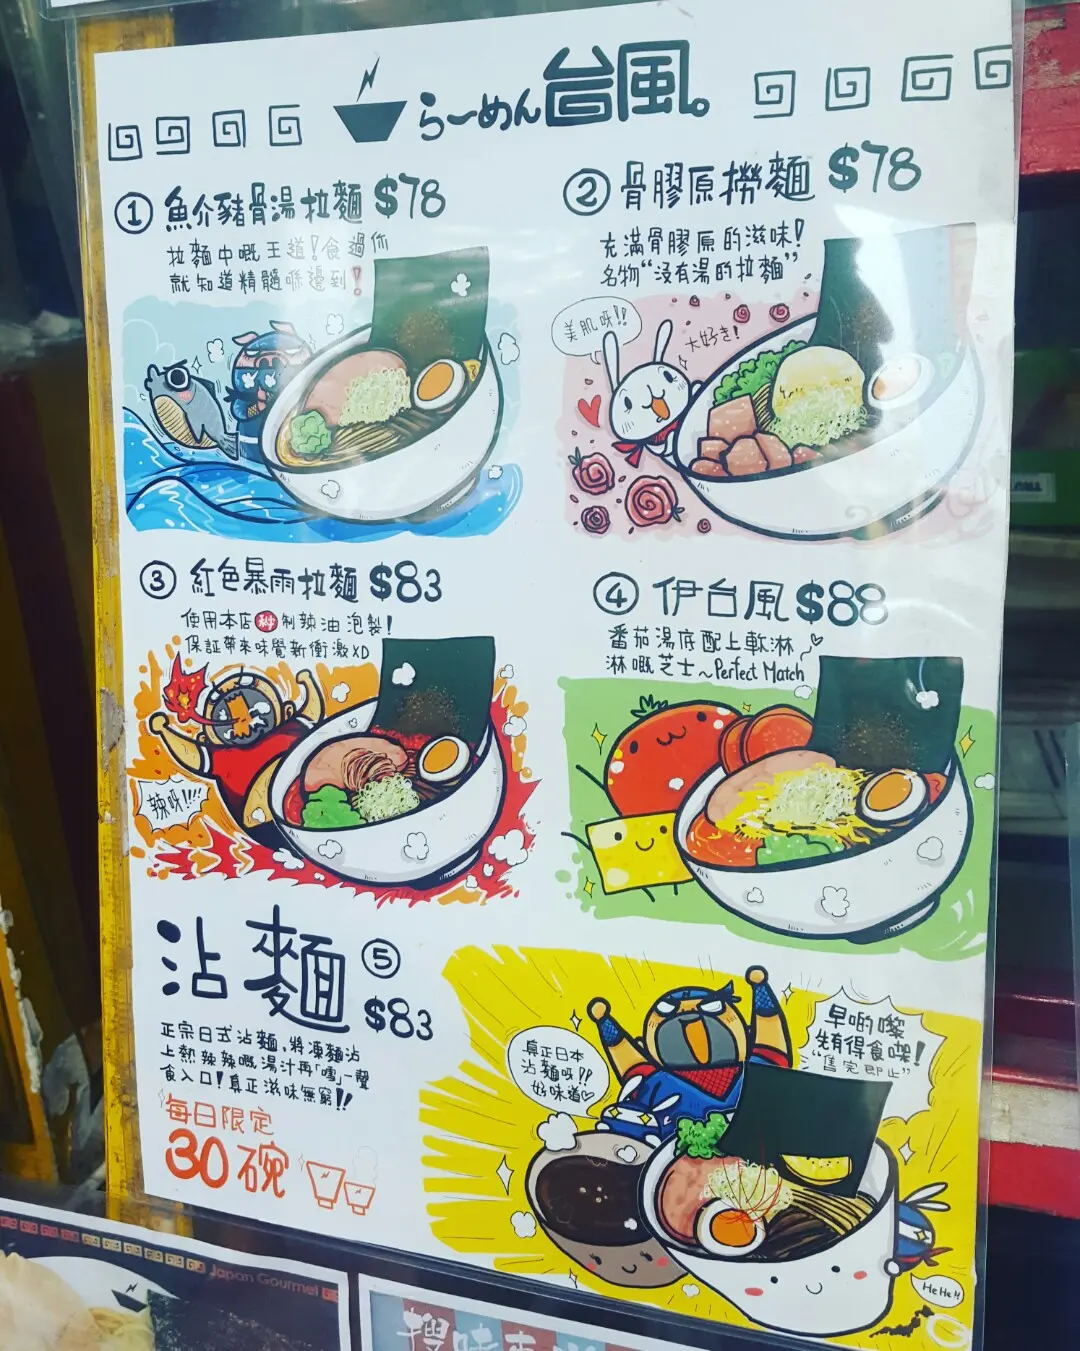 らーめん台風。
① 魚介豬骨湯拉麵 $78
拉麵中嘅王道!食過你
就知道精髓喺邊到!
② 骨膠原撈麵 $78
充滿骨膠原的滋味!
名物“沒有湯的拉麵”
美肌呀!!
大好き!
③ 紅色暴雨拉麵 $83
使用本店秘制辣油泡製!
保証帶來味覺新衝激XD
辣呀!!!!
④ 伊台風 $88
番茄湯底配上軟淋
淋嘅芝士~Perfect Match
沾麵 ⑤
$83
正宗日式沾麵,將凍麵沾
上熱辣辣嘅湯汁再「嘢」一聲
食入口!真正滋味無窮!!
每日限定
30碗
真正日本
沾麵呀!!
好味道♡
早啲嚟
先有得食㗎!
“售完即止”
HeHe!!
Japan Gourmet